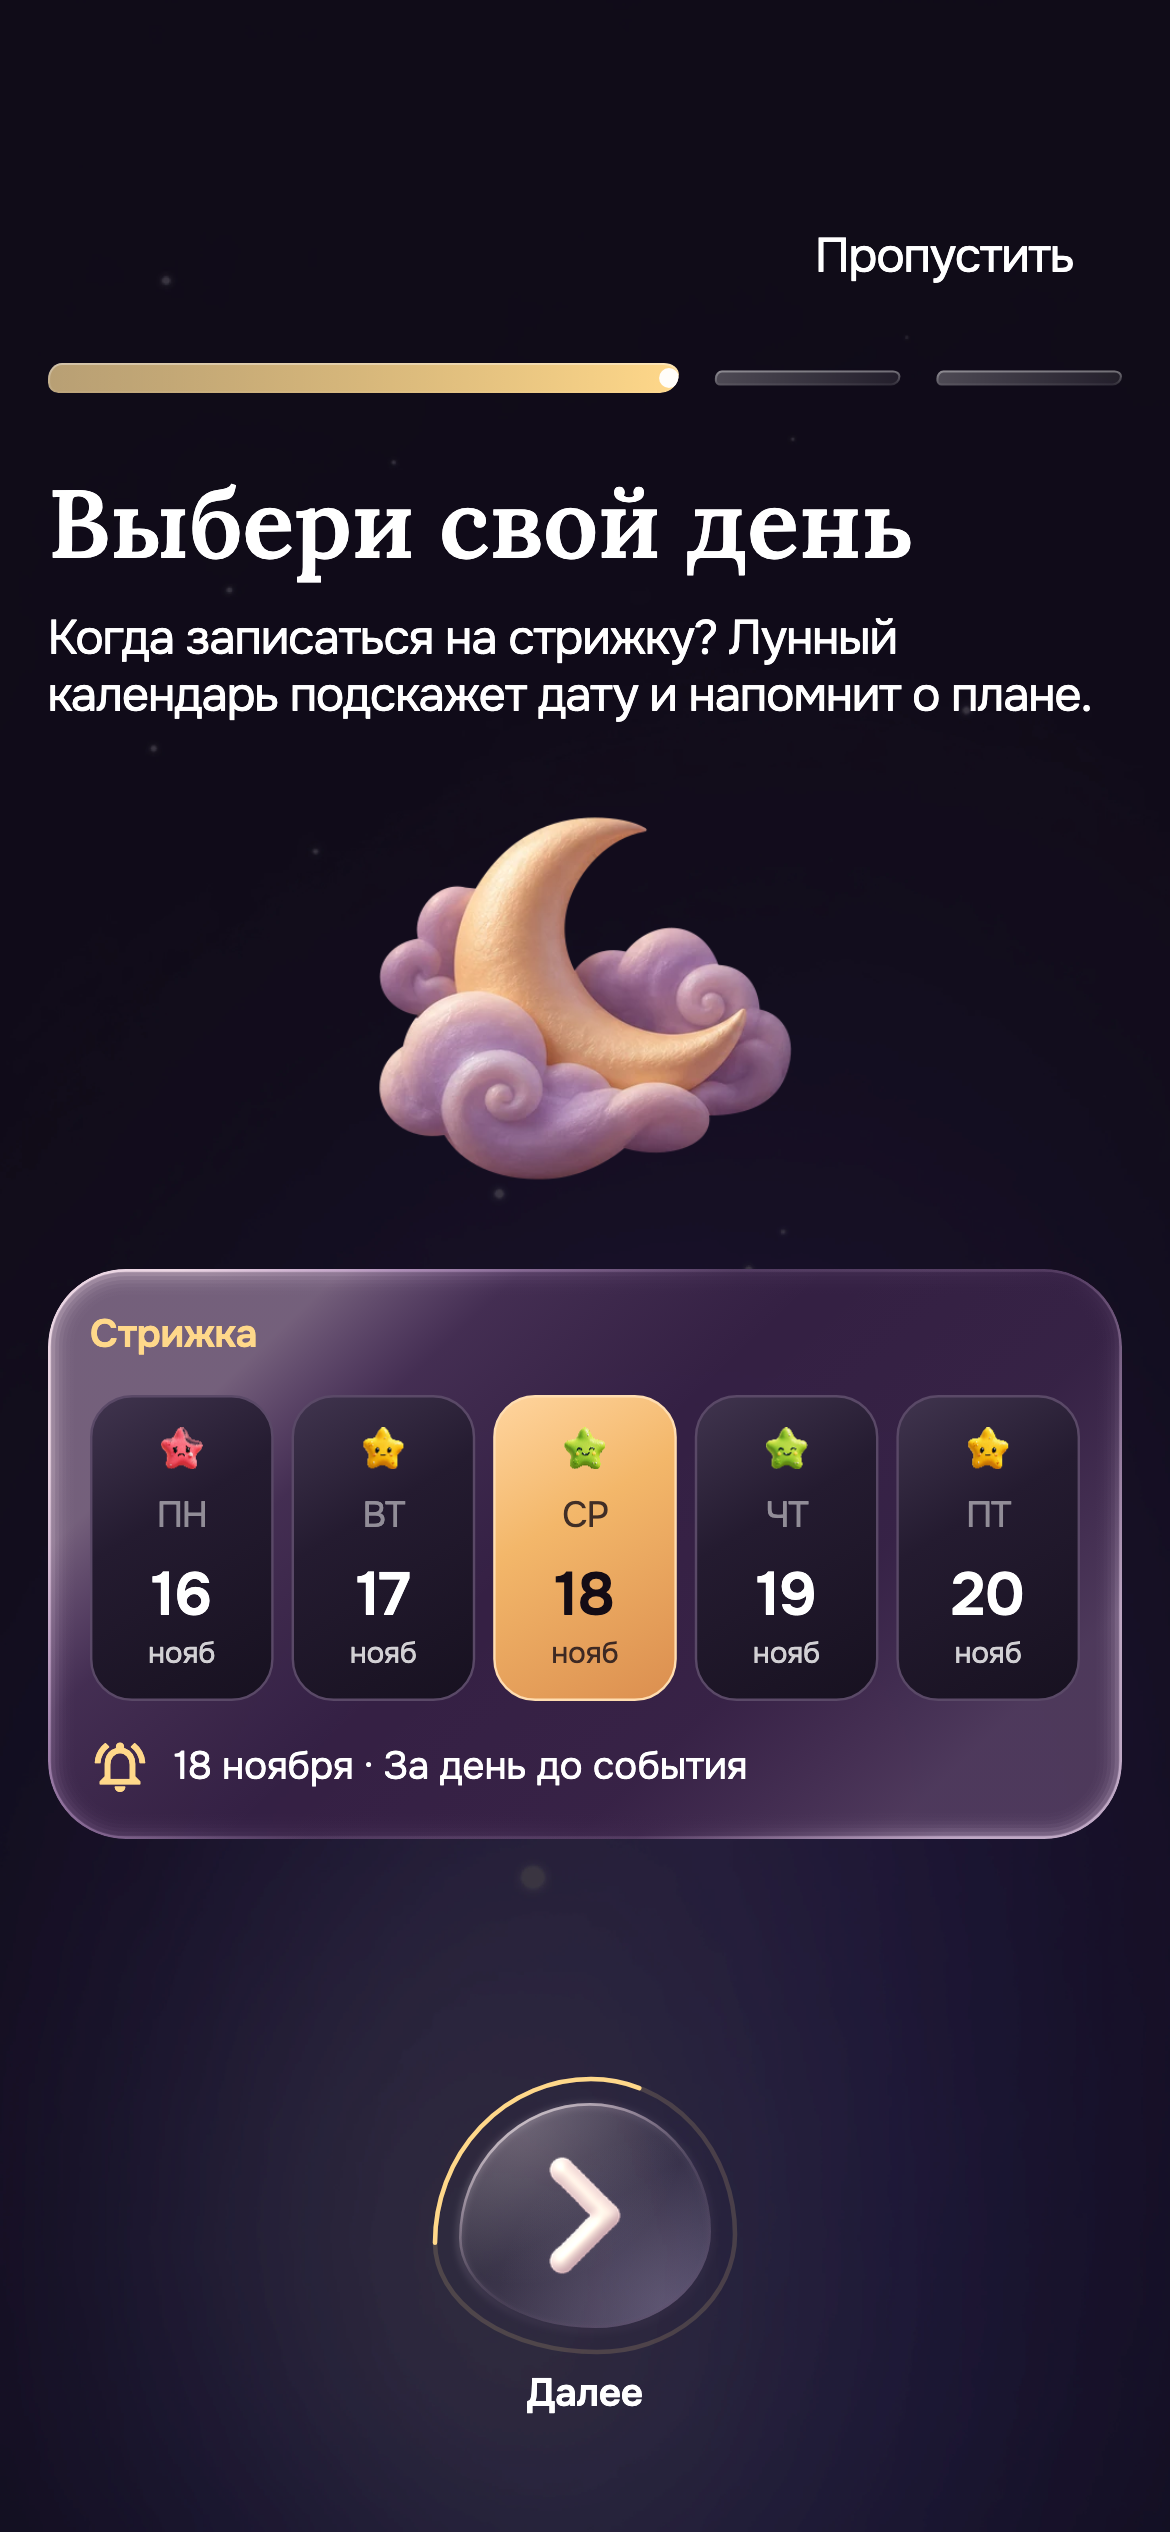 Пропустить
Выбери свой день
Когда записаться на стрижку? Лунный
календарь подскажет дату и напомнит о плане.
Стрижка
ПН ВТ СР ЧТ ПТ
16 17 18 19 20
нояб нояб нояб нояб нояб
18 ноября · За день до события
Далее